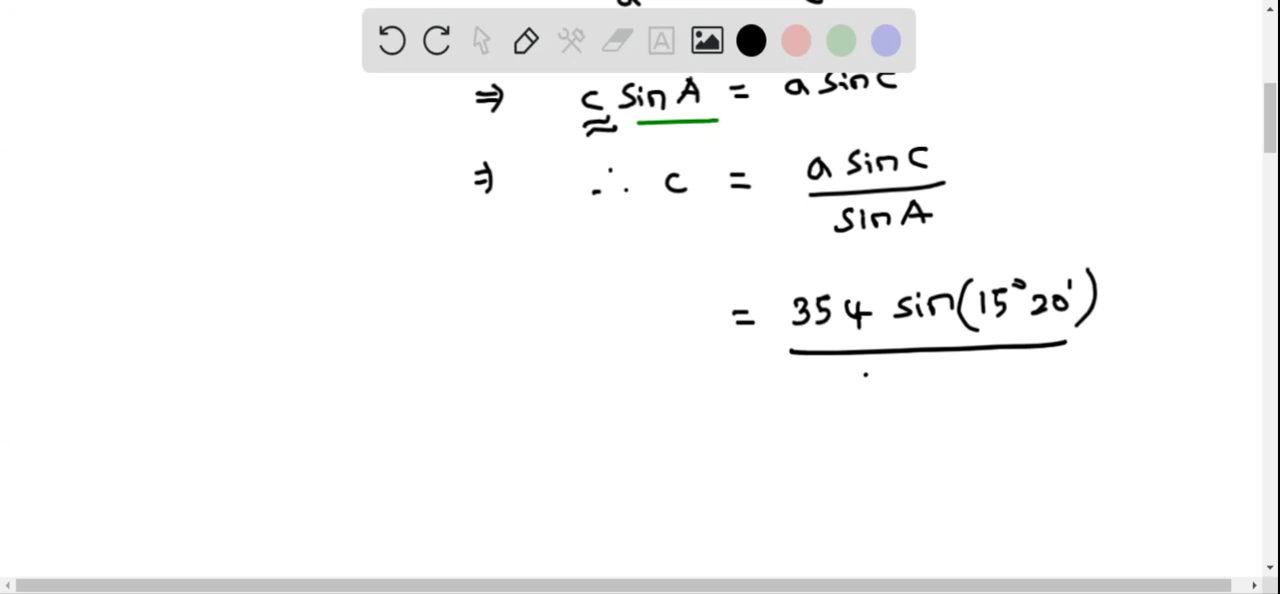 ⇒ c sin A = a sin C
⇒ ∴ c = a sin C
sin A
= 354 sin(15°20')